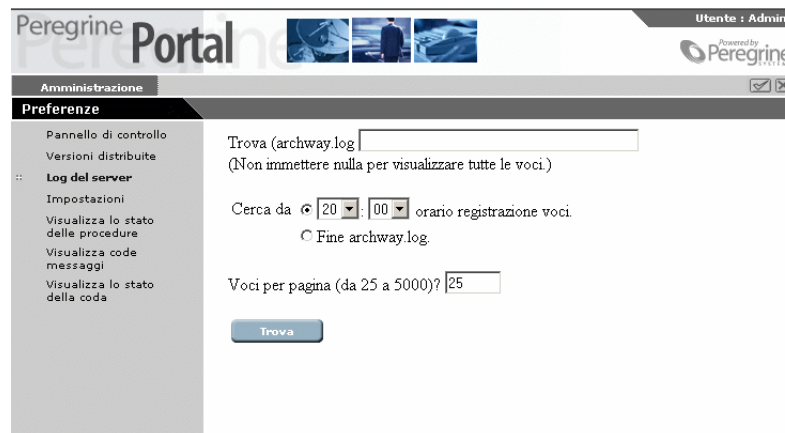 Utente : Admin
Peregrine Portal
Powered by
Peregrine
Amministrazione
Preferenze
Pannello di controllo
Versioni distribuite
Log del server
Impostazioni
Visualizza lo stato
delle procedure
Visualizza code
messaggi
Visualizza lo stato
della coda
Trova (archway.log
(Non immettere nulla per visualizzare tutte le voci.)
Cerca da 20 : 00 orario registrazione voci.
Fine archway.log.
Voci per pagina (da 25 a 5000)? 25
Trova